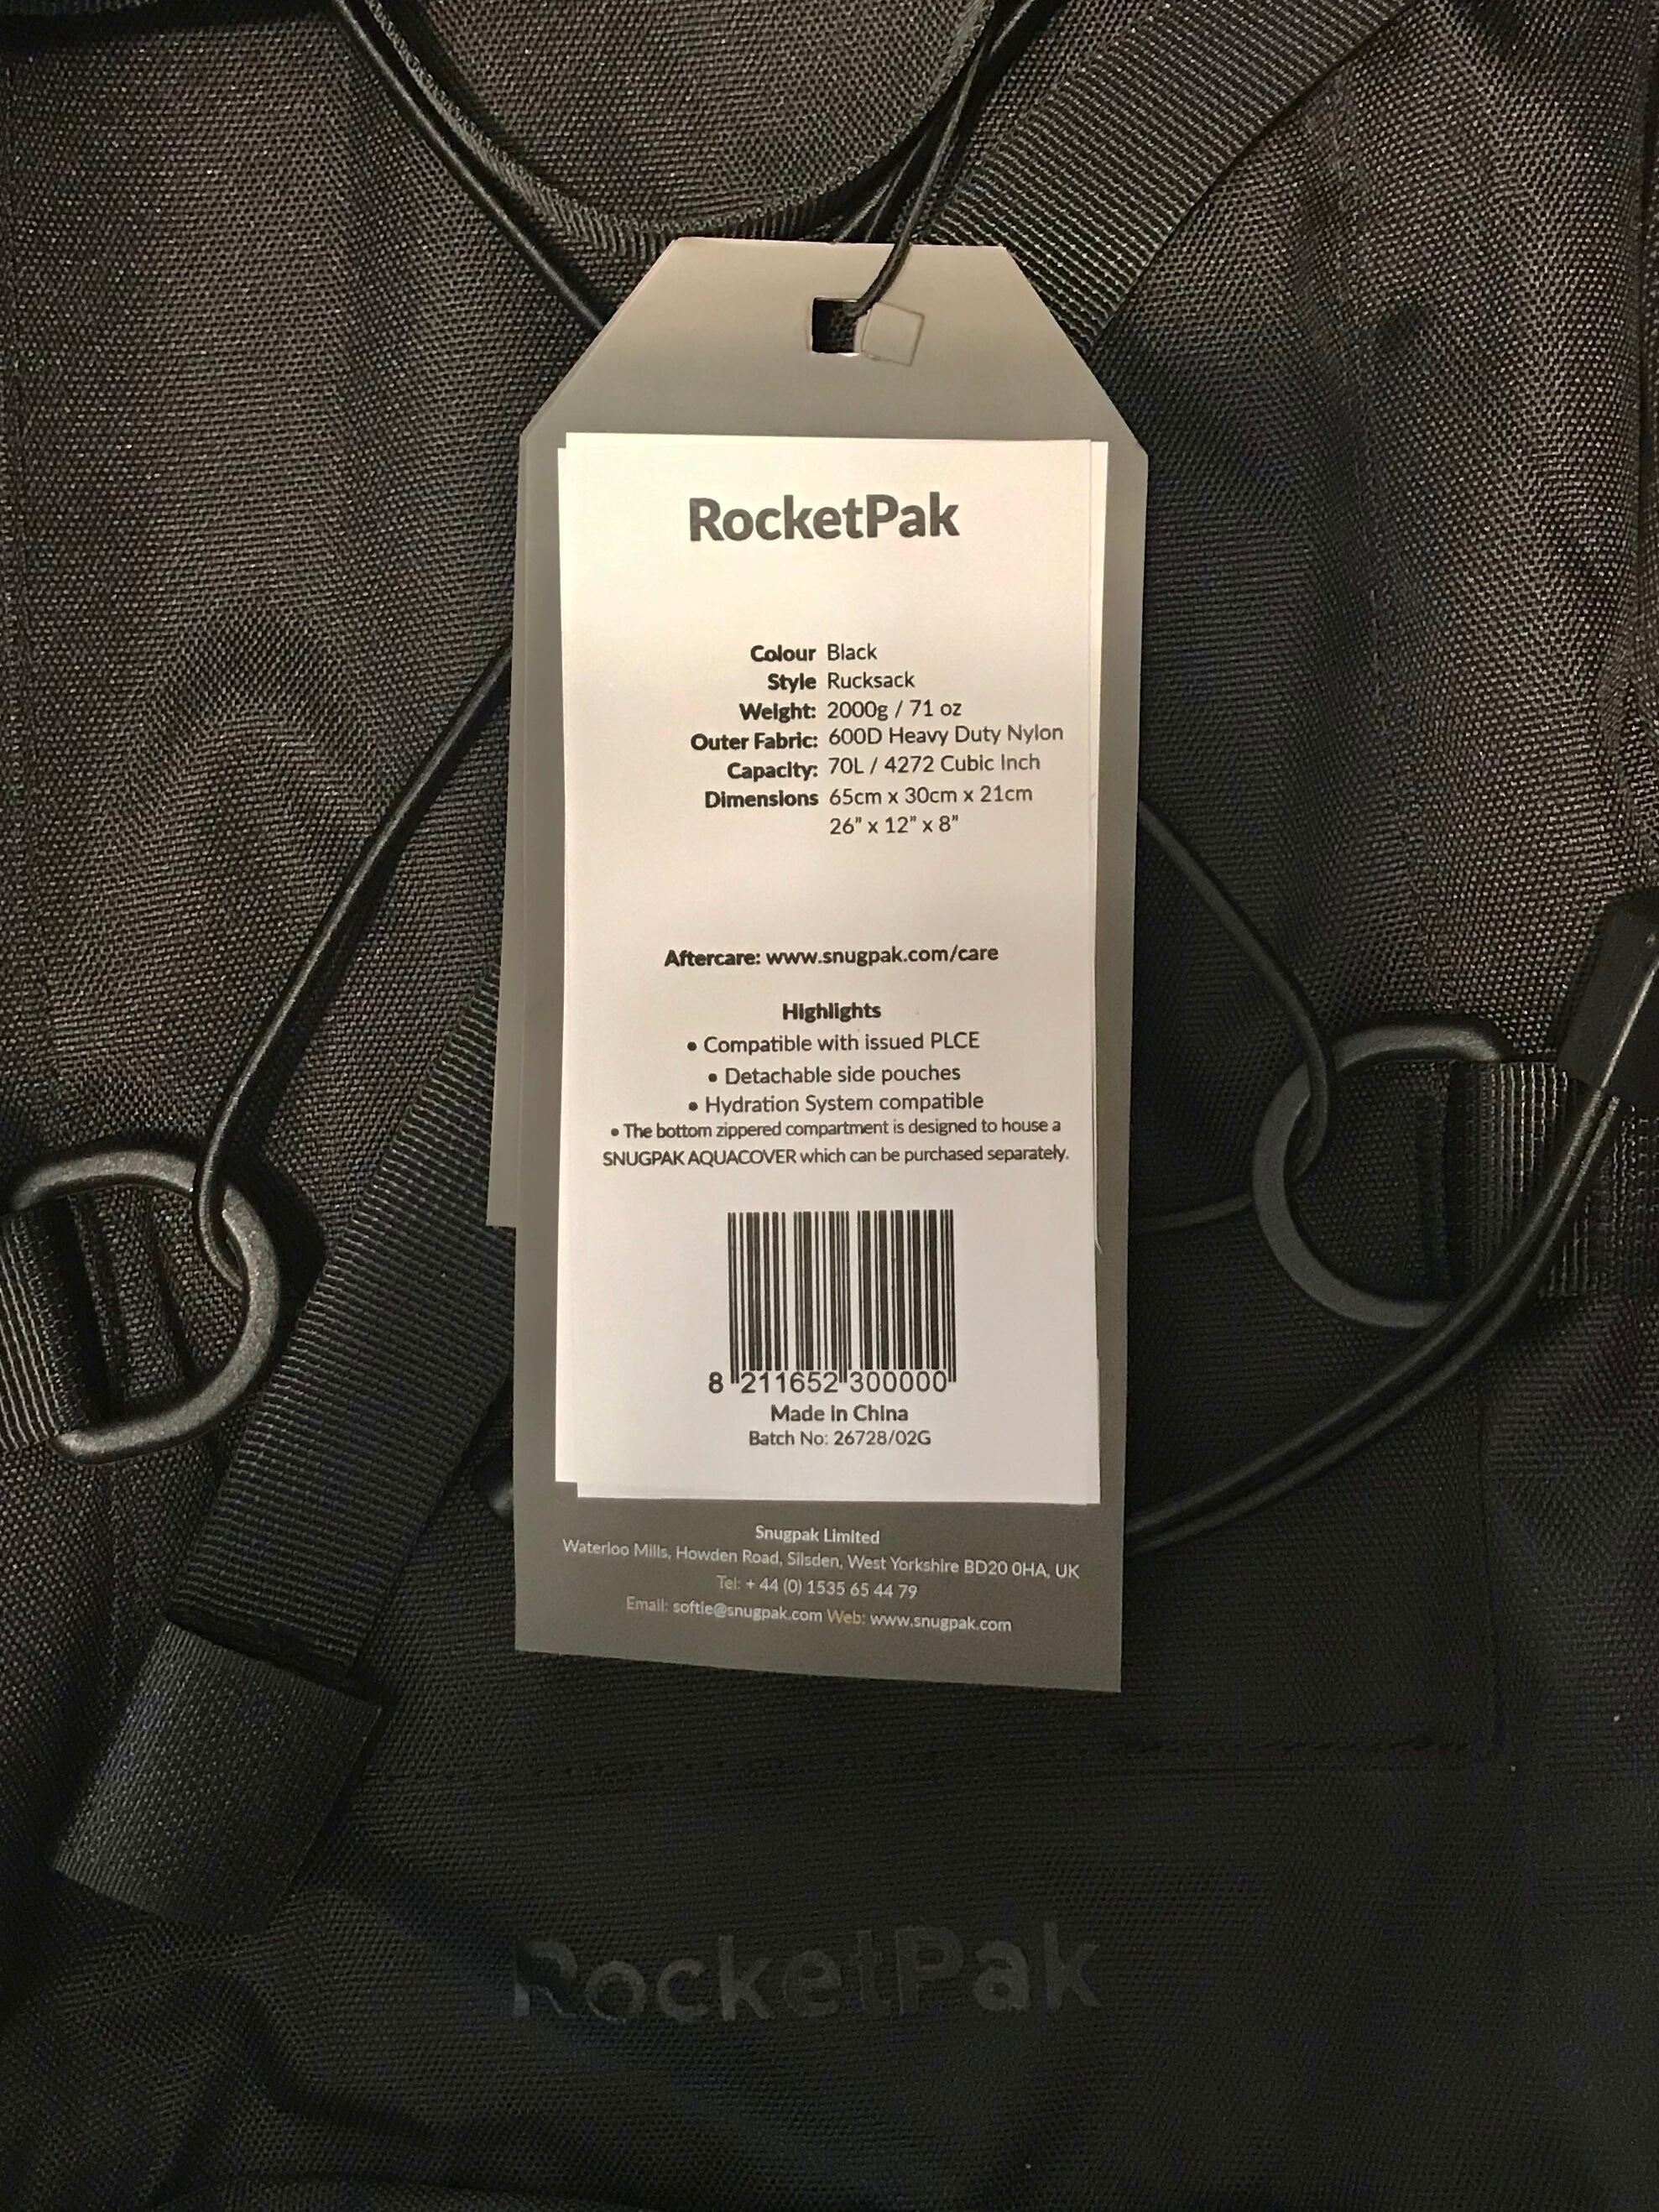 RocketPak
Colour Black
Style Rucksack
Weight: 2000g / 71 oz
Outer Fabric: 600D Heavy Duty Nylon
Capacity: 70L / 4272 Cubic Inch
Dimensions 65cm x 30cm x 21cm
26” x 12” x 8”
Aftercare: www.snugpak.com/care
Highlights
• Compatible with issued PLCE
• Detachable side pouches
• Hydration System compatible
• The bottom zippered compartment is designed to house a
SNUGPAK AQUACOVER which can be purchased separately.
8 211652 300000
Made in China
Batch No: 26728/02G
Snugpak Limited
Waterloo Mills, Howden Road, Silsden, West Yorkshire BD20 0HA, UK
Tel: + 44 (0) 1535 65 44 79
Email: softie@snugpak.com Web: www.snugpak.com
RocketPak